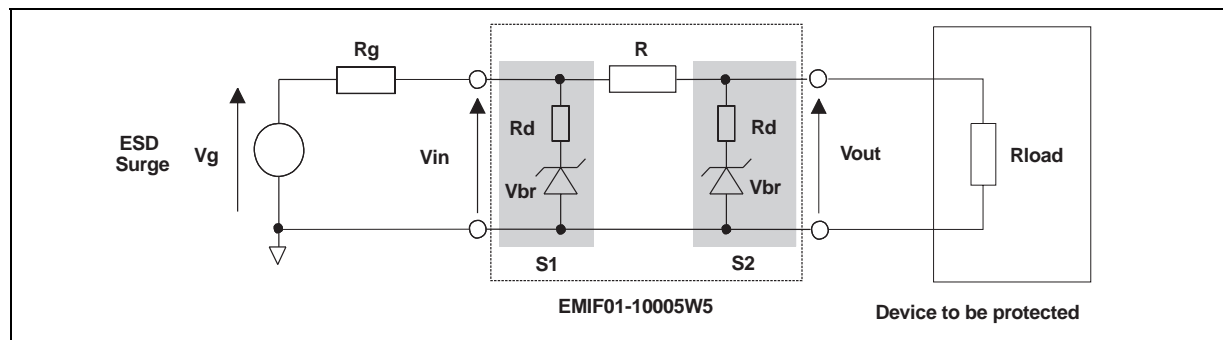 Rg
R
Rd
Rd
ESD
Surge
Vg
Vin
Vout
Rload
Vbr
Vbr
S1
S2
EMIF01-10005W5
Device to be protected